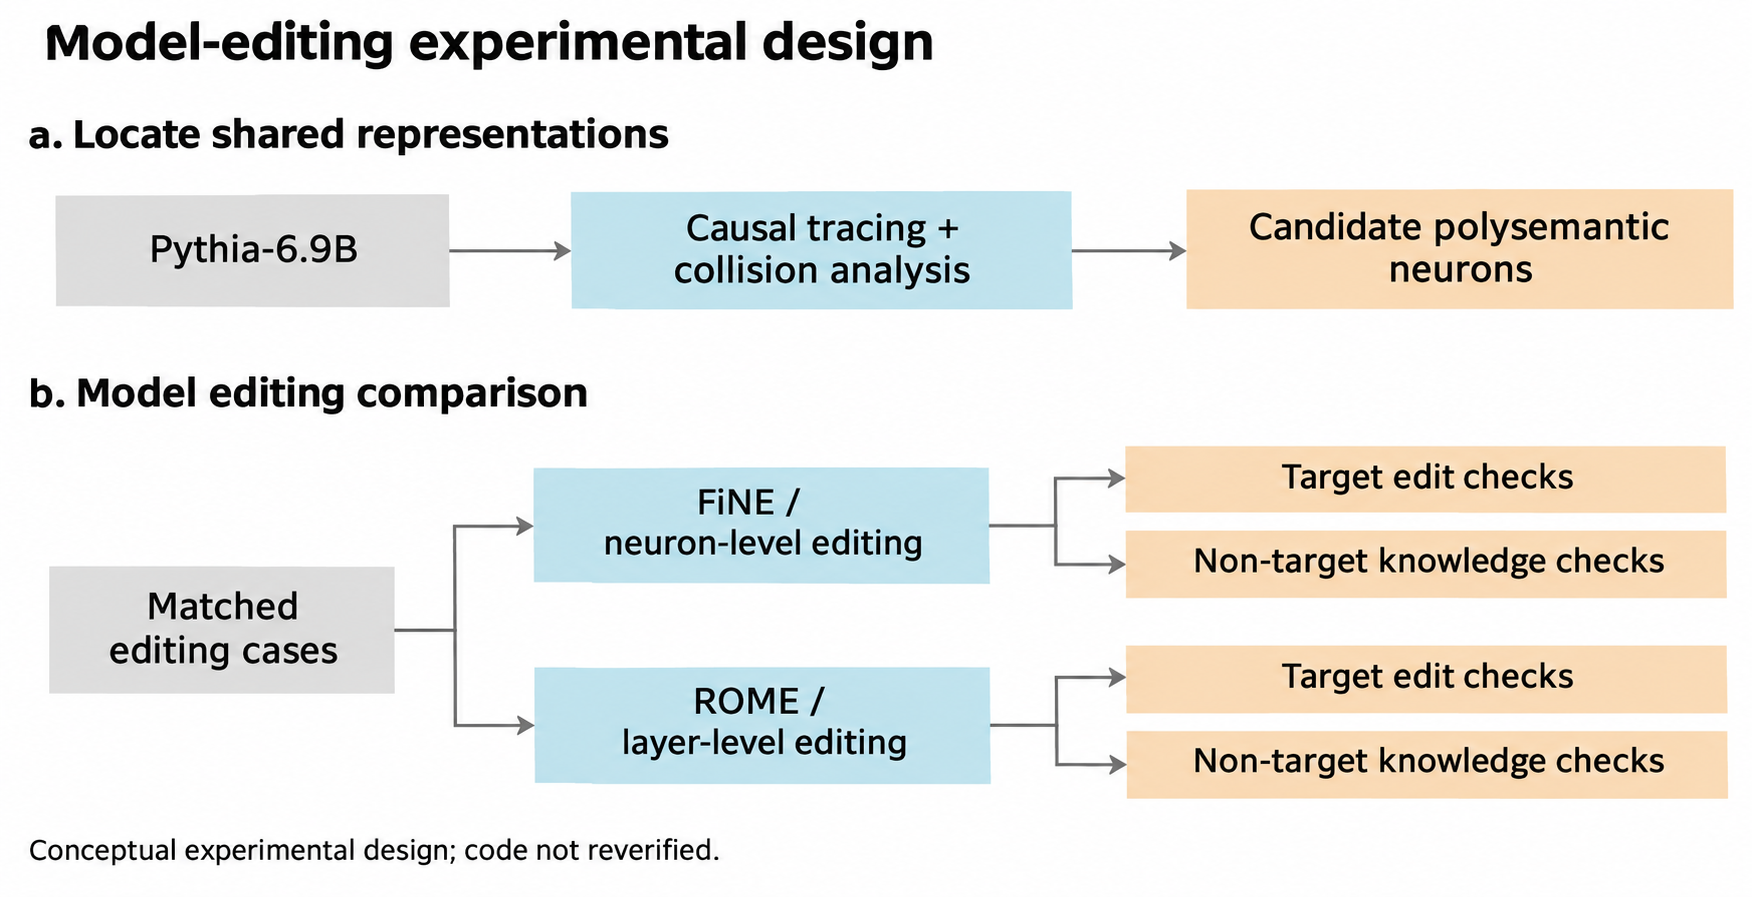 Model-editing experimental design
a. Locate shared representations
Pythia-6.9B
Causal tracing +
collision analysis
Candidate polysemantic
neurons
b. Model editing comparison
Matched
editing cases
FiNE /
neuron-level editing
Target edit checks
Non-target knowledge checks
ROME /
layer-level editing
Target edit checks
Non-target knowledge checks
Conceptual experimental design; code not reverified.